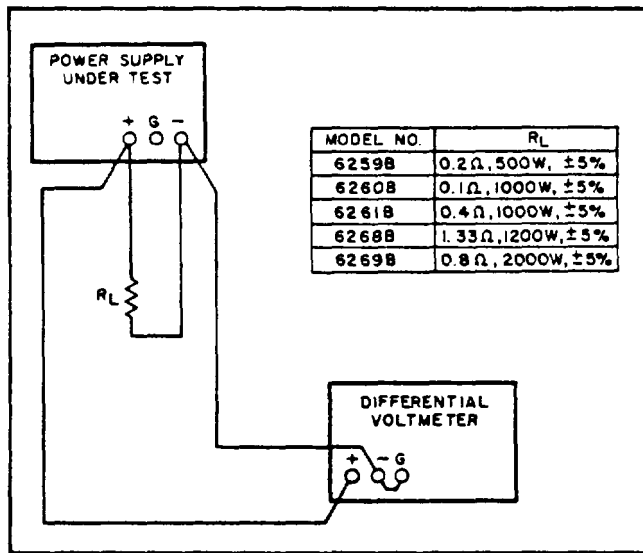 POWER SUPPLY
UNDER TEST
+ G -
MODEL NO. RL
6259B 0.2Ω, 500W, ±5%
6260B 0.1Ω, 1000W, ±5%
6261B 0.4Ω, 1000W, ±5%
6268B 1.33Ω, 1200W, ±5%
6269B 0.8Ω, 2000W, ±5%
RL
DIFFERENTIAL
VOLTMETER
+ - G